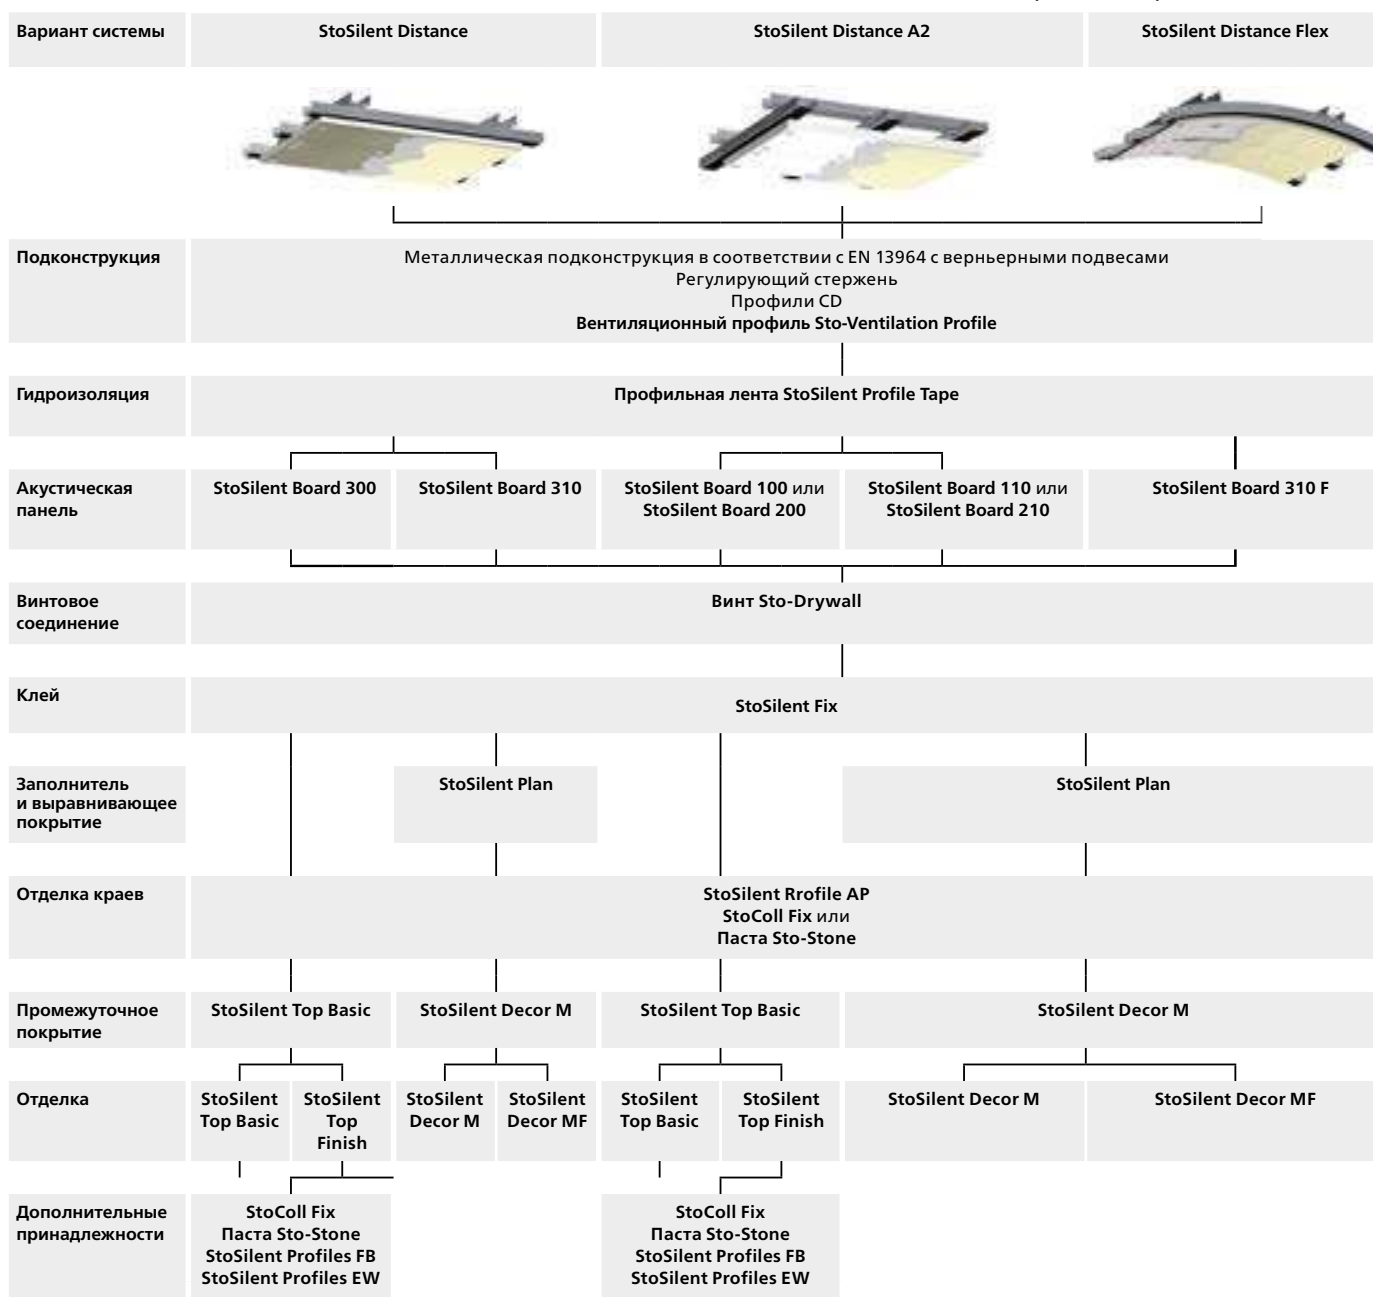 Вариант системы
StoSilent Distance
StoSilent Distance A2
StoSilent Distance Flex
Подконструкция
Металлическая подконструкция в соответствии с EN 13964 с верньерными подвесами
Регулирующий стержень
Профили CD
Вентиляционный профиль Sto-Ventilation Profile
Гидроизоляция
Профильная лента StoSilent Profile Tape
Акустическая
панель
StoSilent Board 300
StoSilent Board 310
StoSilent Board 100 или
StoSilent Board 200
StoSilent Board 110 или
StoSilent Board 210
StoSilent Board 310 F
Винтовое
соединение
Винт Sto-Drywall
Клей
StoSilent Fix
Заполнитель
и выравнивающее
покрытие
StoSilent Plan
StoSilent Plan
Отделка краев
StoSilent Rrofile AP
StoColl Fix или
Паста Sto-Stone
Промежуточное
покрытие
StoSilent Top Basic
StoSilent Decor M
StoSilent Top Basic
StoSilent Decor M
Отделка
StoSilent
Top Basic
StoSilent
Top
Finish
StoSilent
Decor M
StoSilent
Decor MF
StoSilent
Top Basic
StoSilent
Top Finish
StoSilent Decor M
StoSilent Decor MF
Дополнительные
принадлежности
StoColl Fix
Паста Sto-Stone
StoSilent Profiles FB
StoSilent Profiles EW
StoColl Fix
Паста Sto-Stone
StoSilent Profiles FB
StoSilent Profiles EW